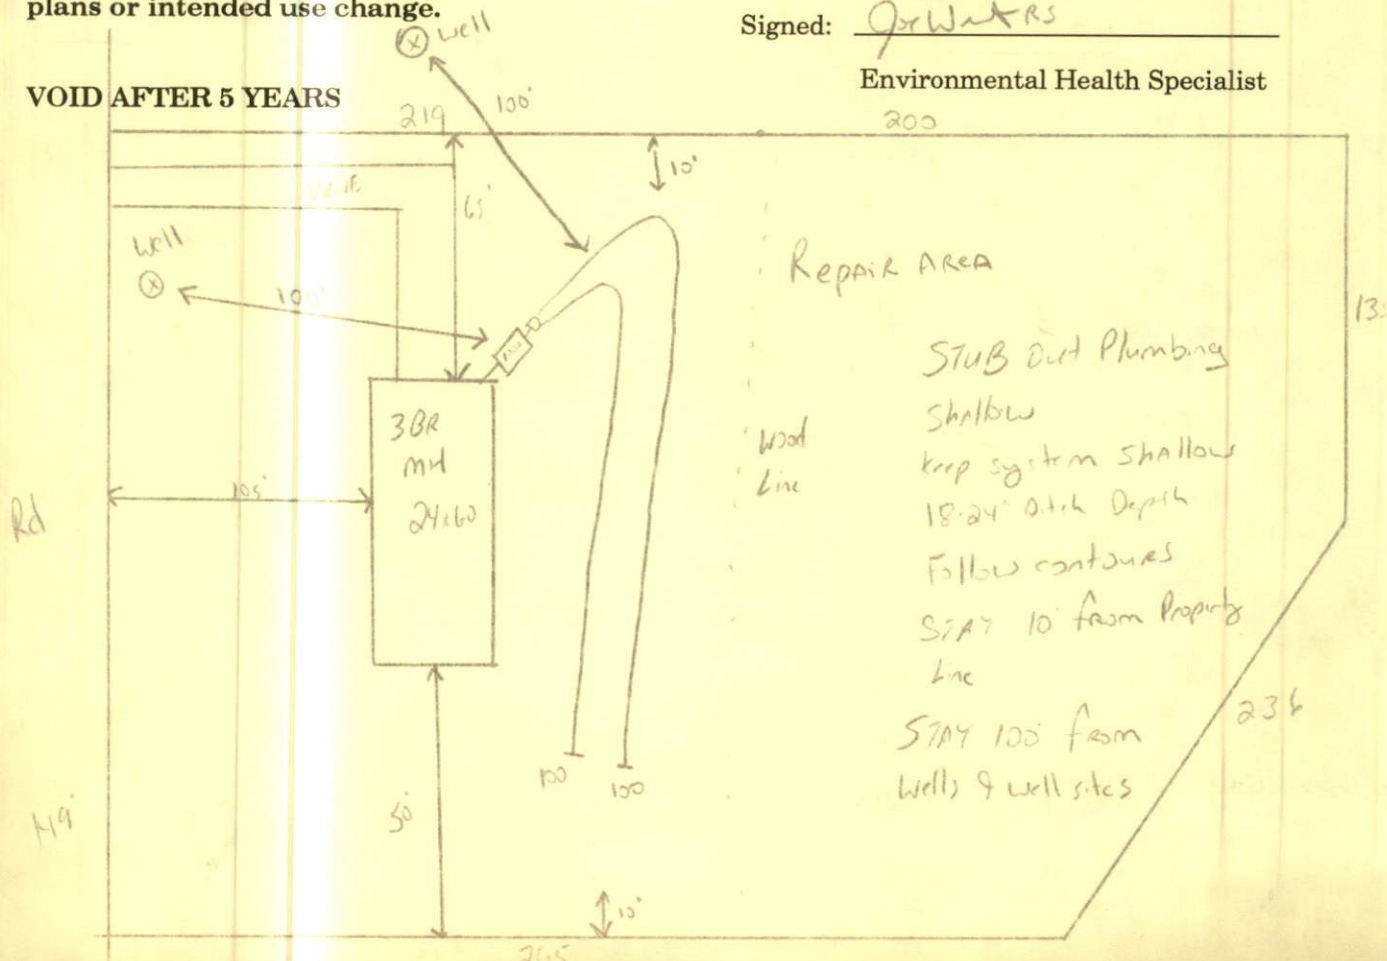 plans or intended use change.
Signed: Joe Waters
Environmental Health Specialist
VOID AFTER 5 YEARS
Well
100'
219
200
10'
65'
Well
100'
Repair Area
3BR
MH
24x60
105'
Rd
Wood
Line
STUB Out Plumbing
Shallow
Keep system shallow
18-24" Ditch Depth
Follow contours
STAY 10' from Property
Line
STAY 100' from
Wells & well sites
236
100
100
50'
10'
265